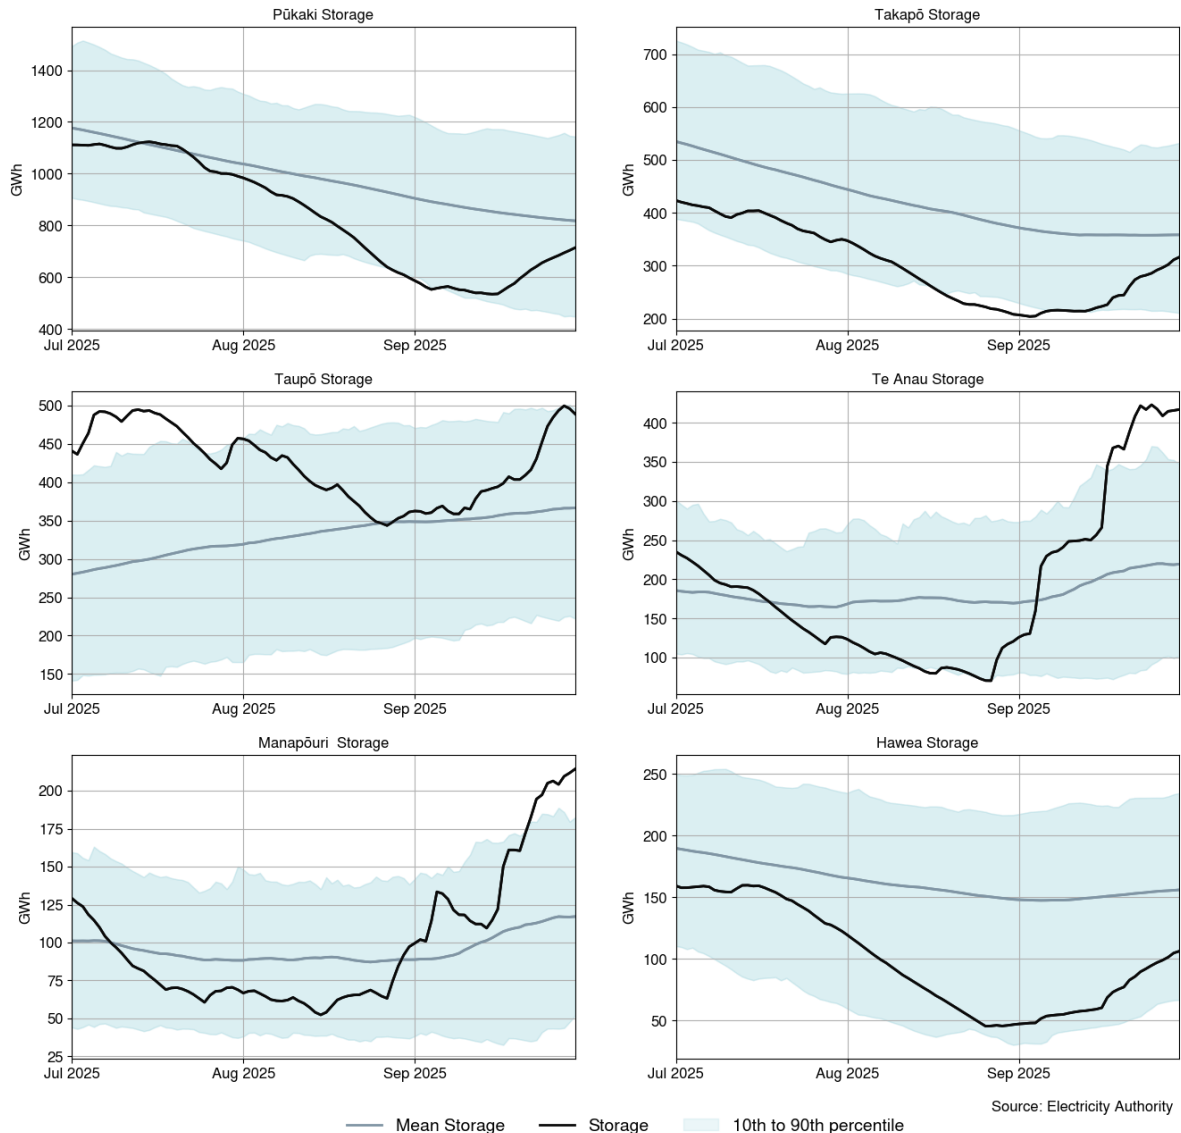 Pūkaki Storage
GWh
1400
1200
1000
800
600
400
Jul 2025 Aug 2025 Sep 2025
Takapō Storage
GWh
700
600
500
400
300
200
Jul 2025 Aug 2025 Sep 2025
Taupō Storage
GWh
500
450
400
350
300
250
200
150
Jul 2025 Aug 2025 Sep 2025
Te Anau Storage
GWh
400
350
300
250
200
150
100
Jul 2025 Aug 2025 Sep 2025
Manapōuri Storage
GWh
200
175
150
125
100
75
50
25
Jul 2025 Aug 2025 Sep 2025
Hawea Storage
GWh
250
200
150
100
50
Jul 2025 Aug 2025 Sep 2025
Source: Electricity Authority
Mean Storage Storage 10th to 90th percentile